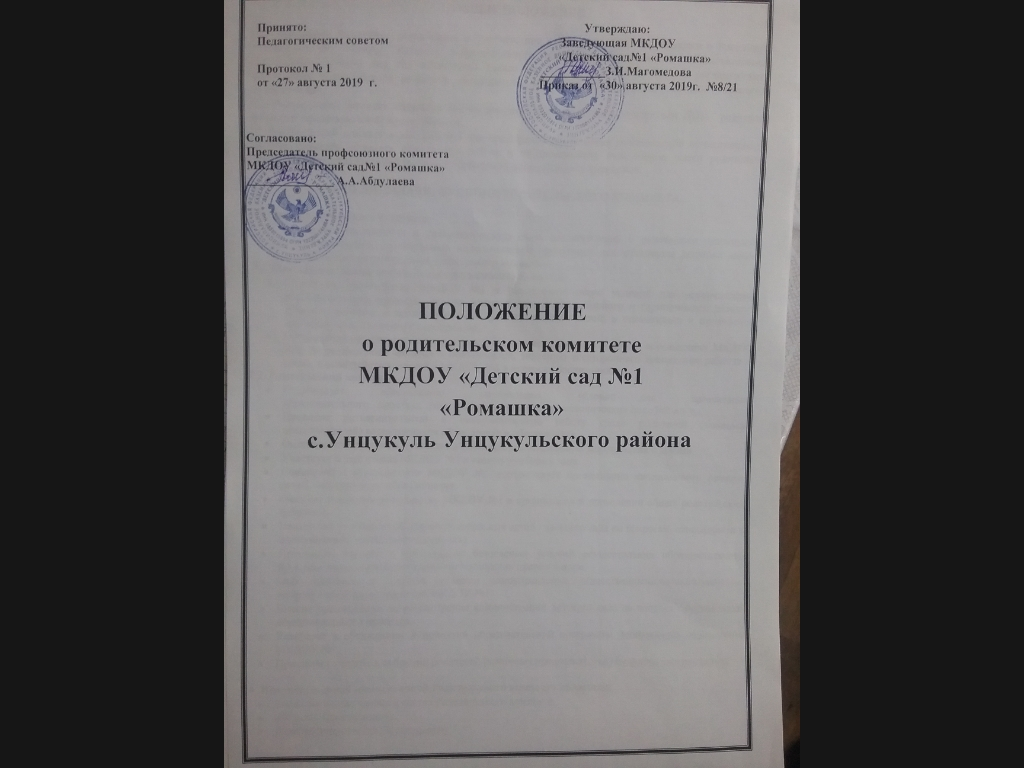 Принято:
Педагогическим советом
Протокол № 1
от «27» августа 2019 г.
Утверждаю:
Заведующая МКДОУ
«Детский сад№1 «Ромашка»
З.И.Магомедова
Приказ от «30» августа 2019г. №8/21
Согласовано:
Председатель профсоюзного комитета
МКДОУ «Детский сад№1 «Ромашка»
А.А.Абдулаева
ПОЛОЖЕНИЕ
о родительском комитете
МКДОУ «Детский сад №1
«Ромашка»
с.Унцукуль Унцукульского района